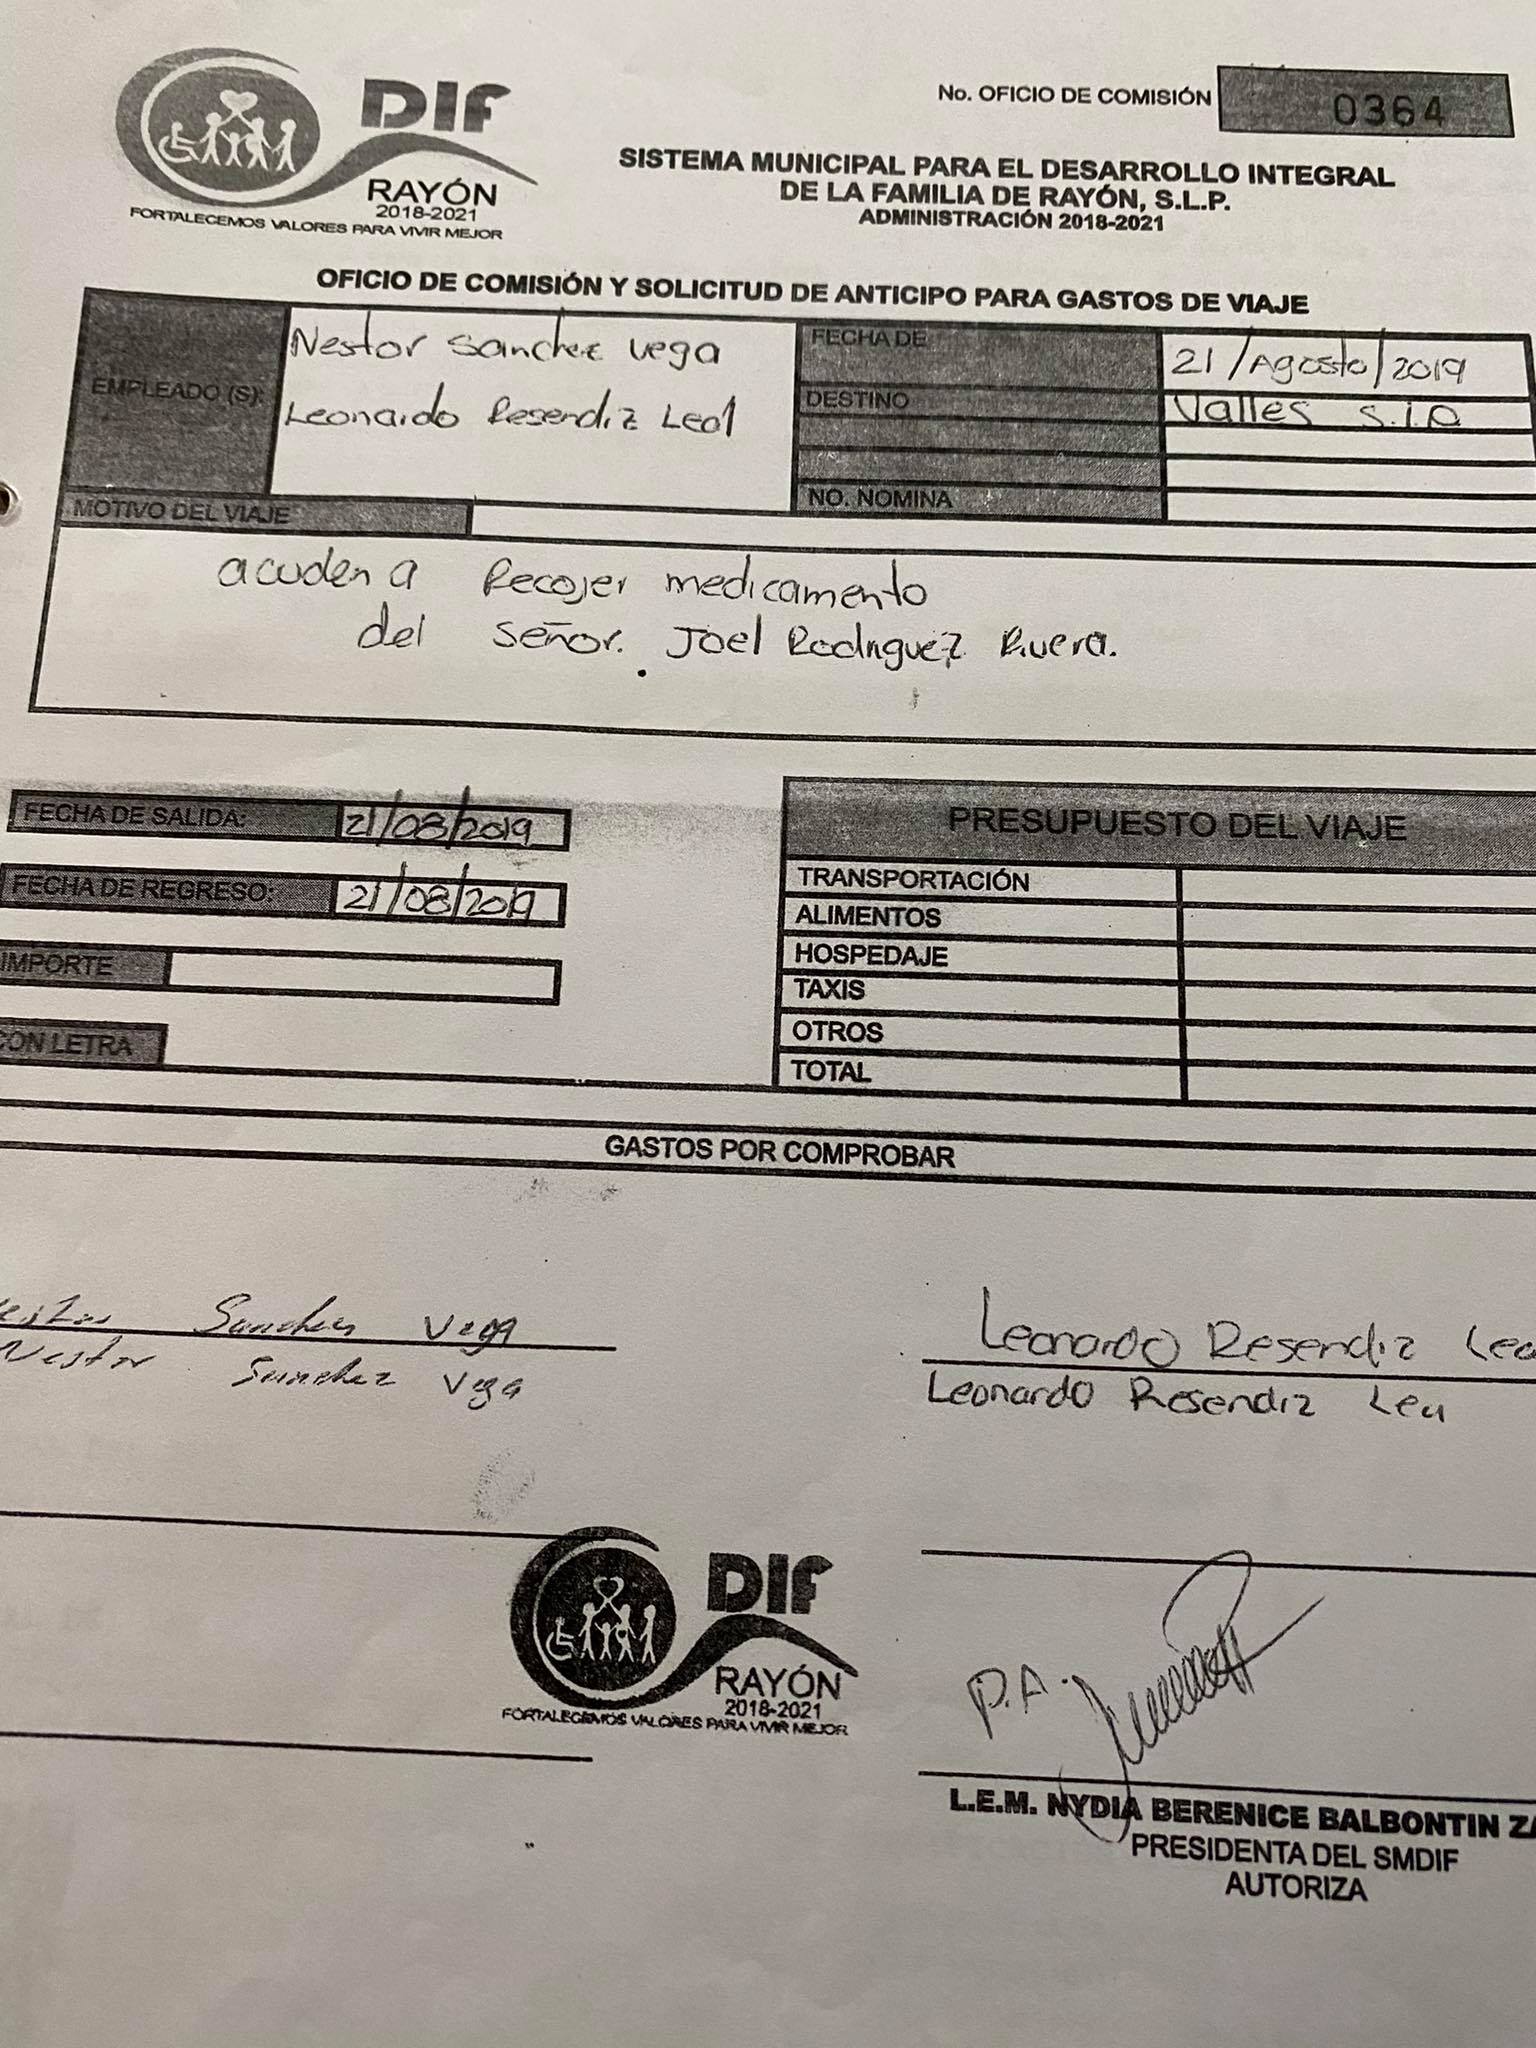 DIF
RAYÓN
2018-2021
FORTALECEMOS VALORES PARA VIVIR MEJOR
No. OFICIO DE COMISIÓN 0364
SISTEMA MUNICIPAL PARA EL DESARROLLO INTEGRAL
DE LA FAMILIA DE RAYÓN, S.L.P.
ADMINISTRACIÓN 2018-2021
OFICIO DE COMISIÓN Y SOLICITUD DE ANTICIPO PARA GASTOS DE VIAJE
EMPLEADO (S):
Nestor Sanchez Vega
Leonardo Resendiz Leal
FECHA DE 21/Agosto/2019
DESTINO Valles S.L.P
NO. NOMINA
MOTIVO DEL VIAJE
acuden a Recojer medicamento
del señor. Joel Rodriguez Rivera.
FECHA DE SALIDA: 21/08/2019
FECHA DE REGRESO: 21/08/2019
IMPORTE
CON LETRA
PRESUPUESTO DEL VIAJE
TRANSPORTACIÓN
ALIMENTOS
HOSPEDAJE
TAXIS
OTROS
TOTAL
GASTOS POR COMPROBAR
Sanchez Vega
Nestor Sanchez Vega
Leonardo Resendiz Lea
Leonardo Resendiz Lea
DIF
RAYÓN
2018-2021
FORTALECEMOS VALORES PARA VIVIR MEJOR
P.A.
L.E.M. NYDIA BERENICE BALBONTIN ZA
PRESIDENTA DEL SMDIF
AUTORIZA